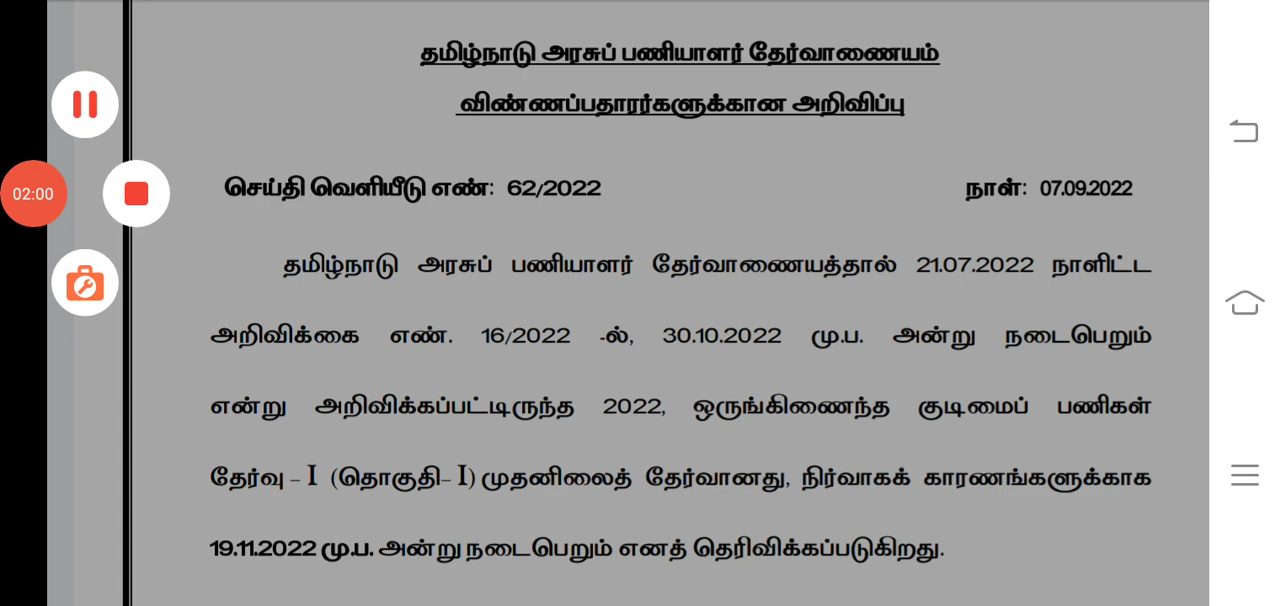 தமிழ்நாடு அரசுப் பணியாளர் தேர்வாணையம்
விண்ணப்பதாரர்களுக்கான அறிவிப்பு
செய்தி வெளியீடு எண்: 62/2022 நாள்: 07.09.2022
02:00
தமிழ்நாடு அரசுப் பணியாளர் தேர்வாணையத்தால் 21.07.2022 நாளிட்ட
அறிவிக்கை எண். 16/2022 -ல், 30.10.2022 மு.ப. அன்று நடைபெறும்
என்று அறிவிக்கப்பட்டிருந்த 2022, ஒருங்கிணைந்த குடிமைப் பணிகள்
தேர்வு – I (தொகுதி– I) முதனிலைத் தேர்வானது, நிர்வாகக் காரணங்களுக்காக
19.11.2022 மு.ப. அன்று நடைபெறும் எனத் தெரிவிக்கப்படுகிறது.